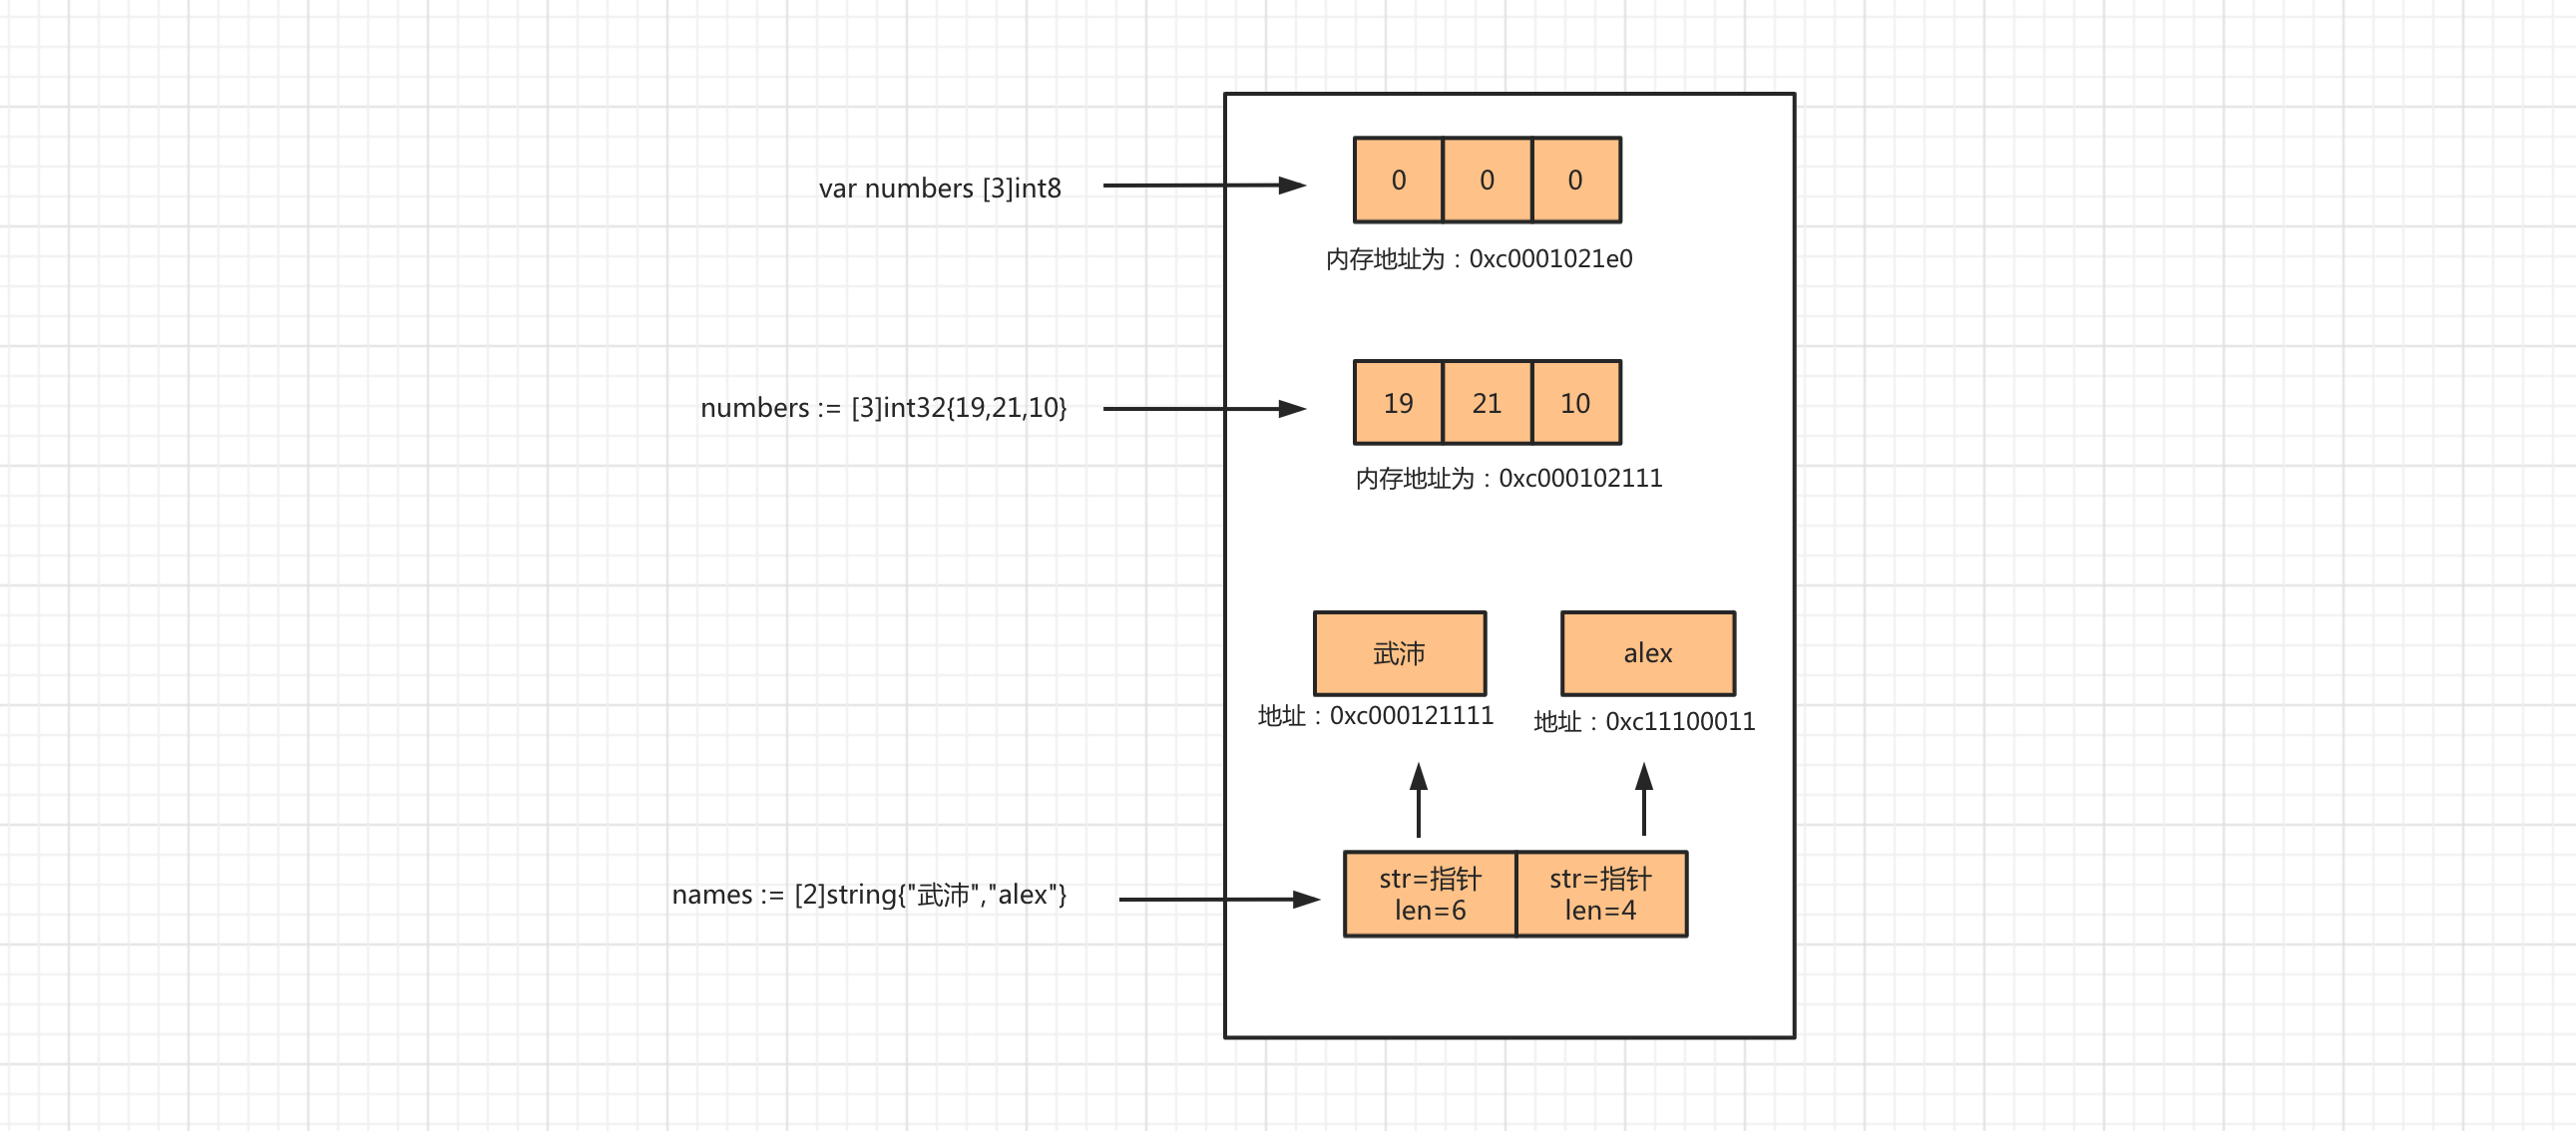 var numbers [3]int8
0 0 0
内存地址为：0xc0001021e0
numbers := [3]int32{19,21,10}
19 21 10
内存地址为：0xc000102111
武沛 alex
地址：0xc000121111
地址：0xc11100011
names := [2]string{"武沛","alex"}
str=指针 str=指针
len=6 len=4